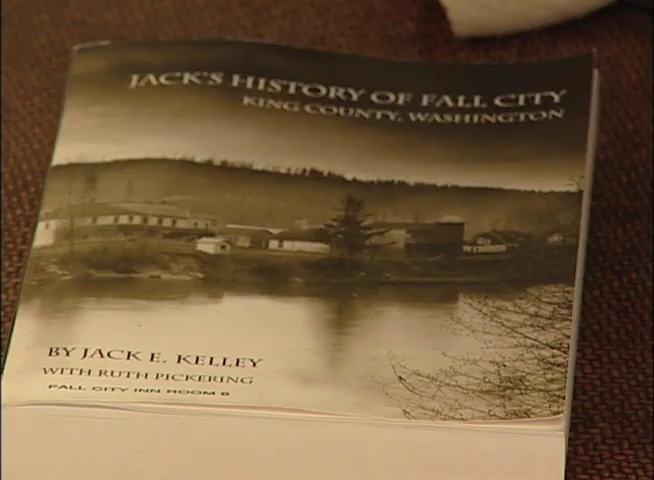 JACK'S HISTORY OF FALL CITY
KING COUNTY, WASHINGTON
BY JACK E. KELLEY
WITH RUTH PICKERING
FALL CITY INN ROOM 6